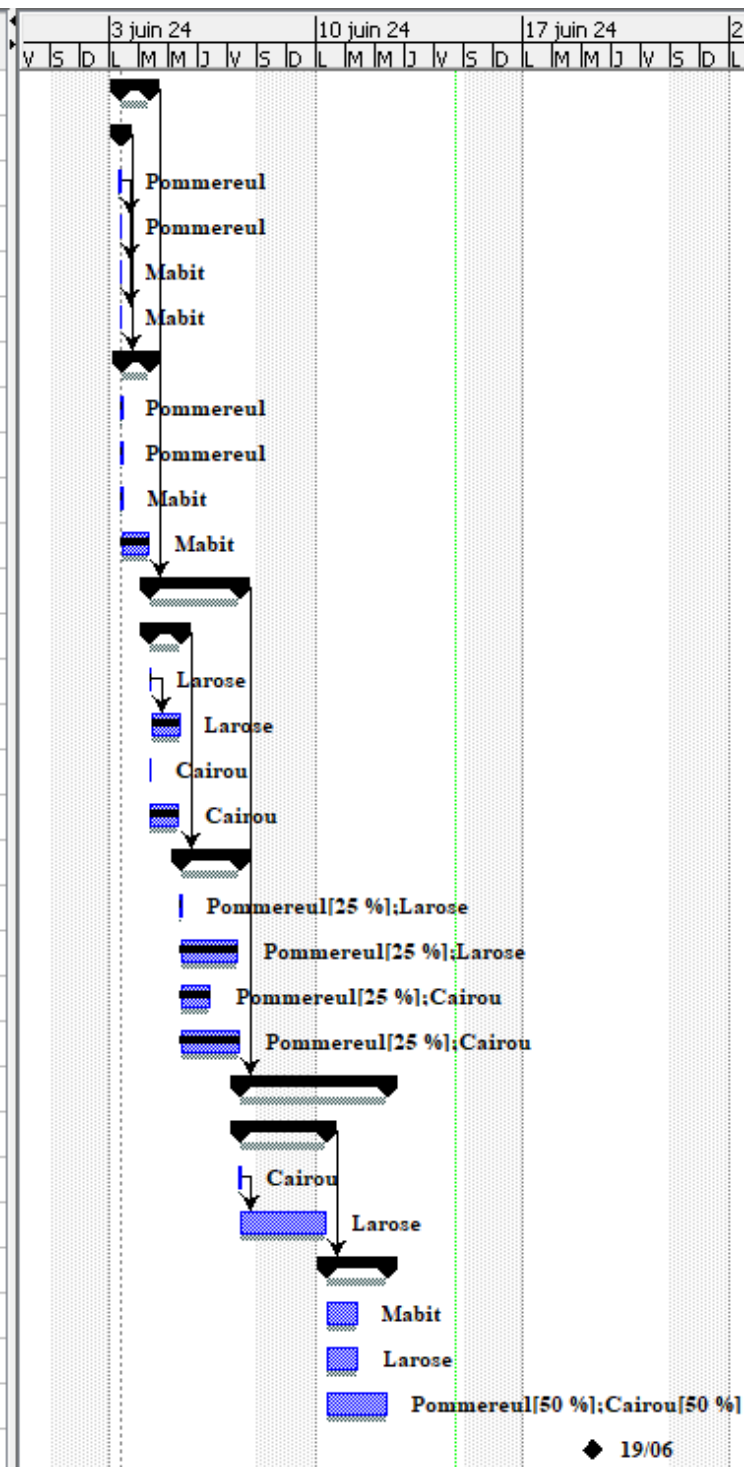 3 juin 24 10 juin 24 17 juin 24 2
V S D L M M J V S D L M M J V S D L M M J V S D L
Pommereul
Pommereul
Mabit
Mabit
Pommereul
Pommereul
Mabit
Mabit
Larose
Larose
Cairou
Cairou
Pommereul[25 %];Larose
Pommereul[25 %];Larose
Pommereul[25 %];Cairou
Pommereul[25 %];Cairou
Cairou
Larose
Mabit
Larose
Pommereul[50 %];Cairou[50 %]
19/06